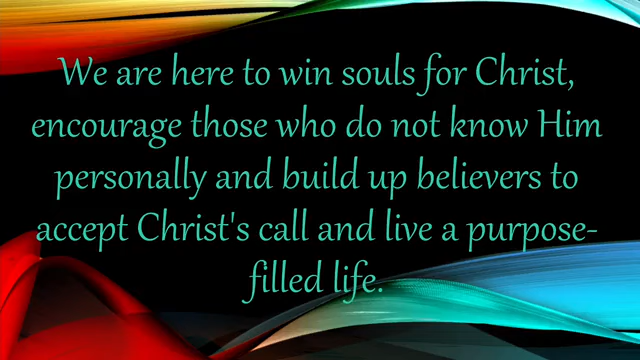 We are here to win souls for Christ,
encourage those who do not know Him
personally and build up believers to
accept Christ's call and live a purpose-
filled life.